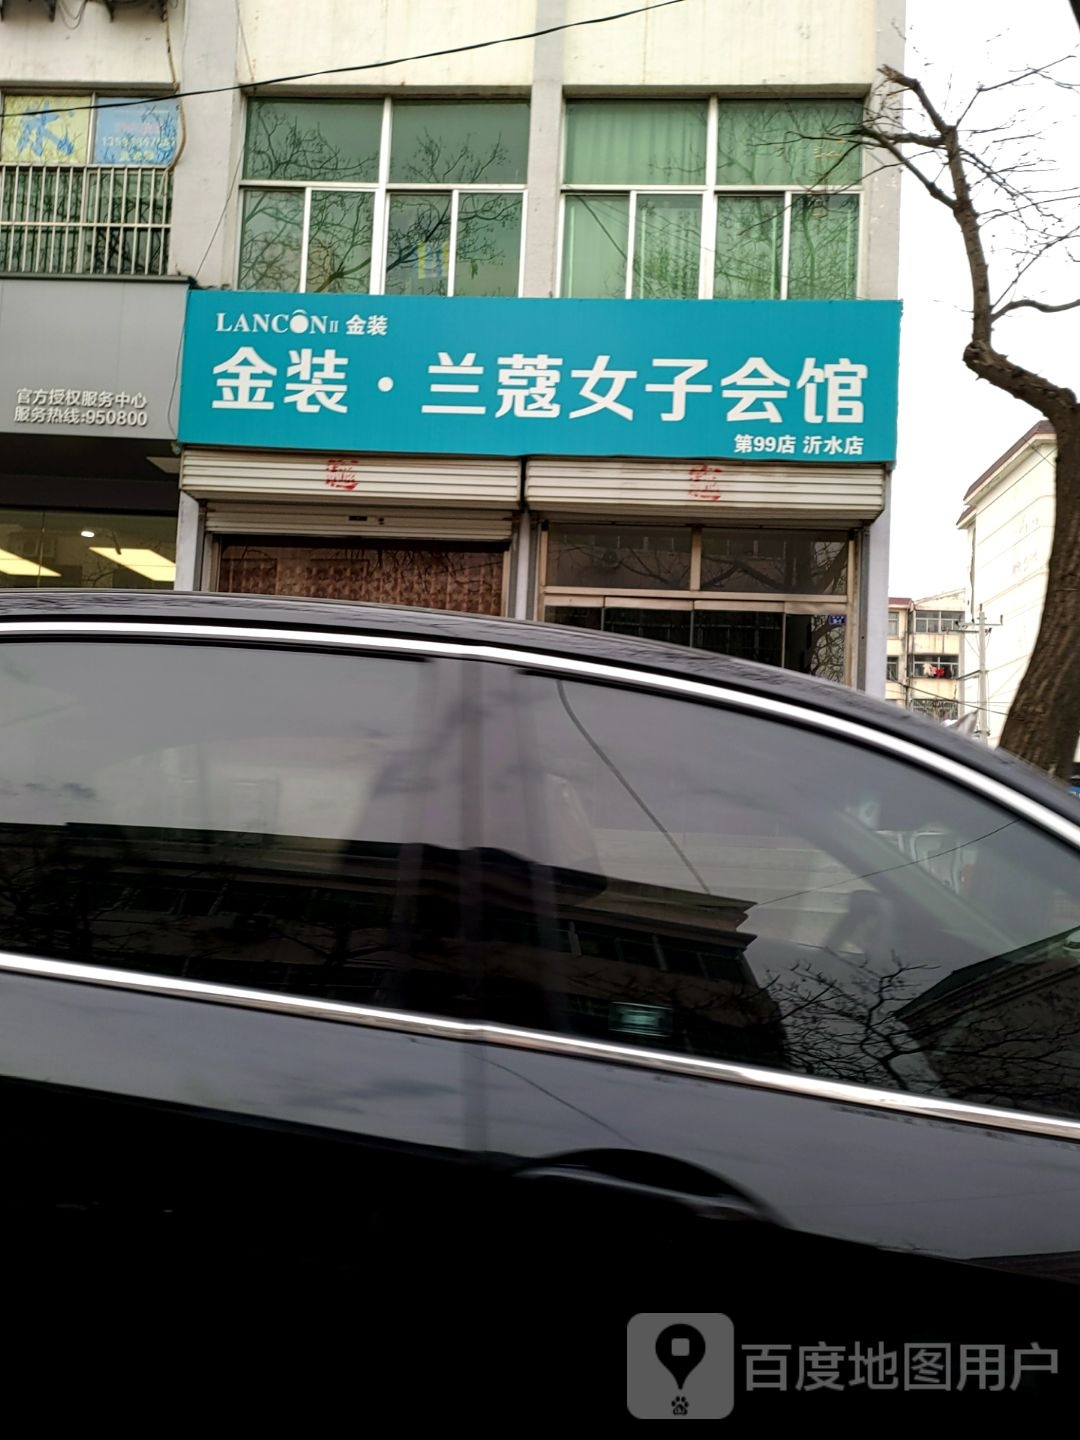 水
LANCÔNII 金装
金装·兰蔻女子会馆
第99店 沂水店
官方授权服务中心
服务热线:950800
百度地图用户